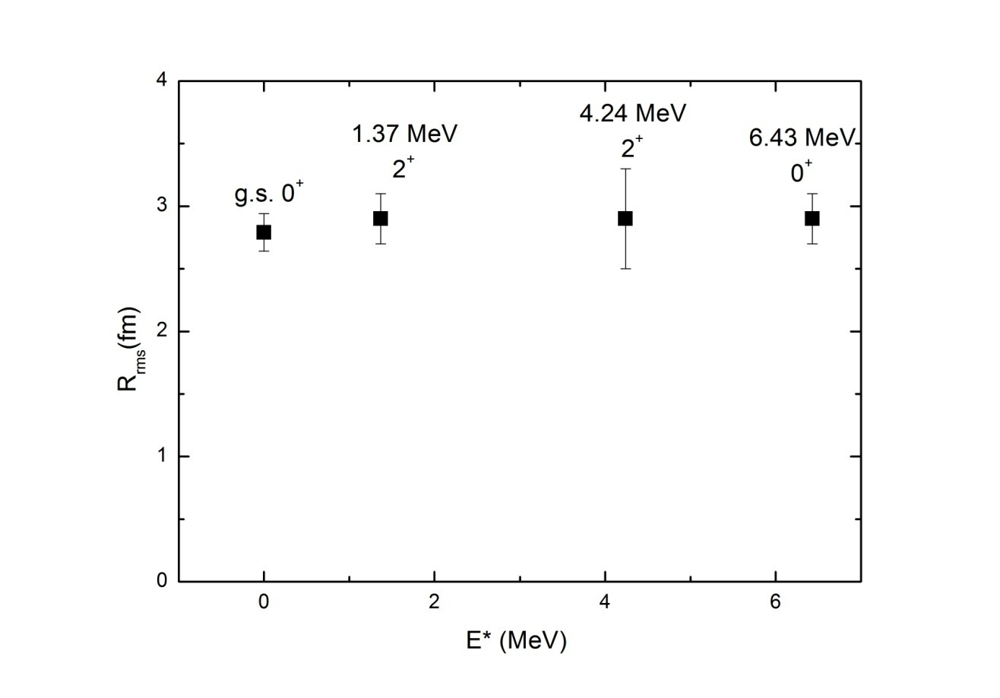 4
4.24 MeV
1.37 MeV
2⁺
6.43 MeV
2⁺
0⁺
g.s. 0⁺
3
2
R_rms(fm)
1
0
0 2 4 6
E* (MeV)